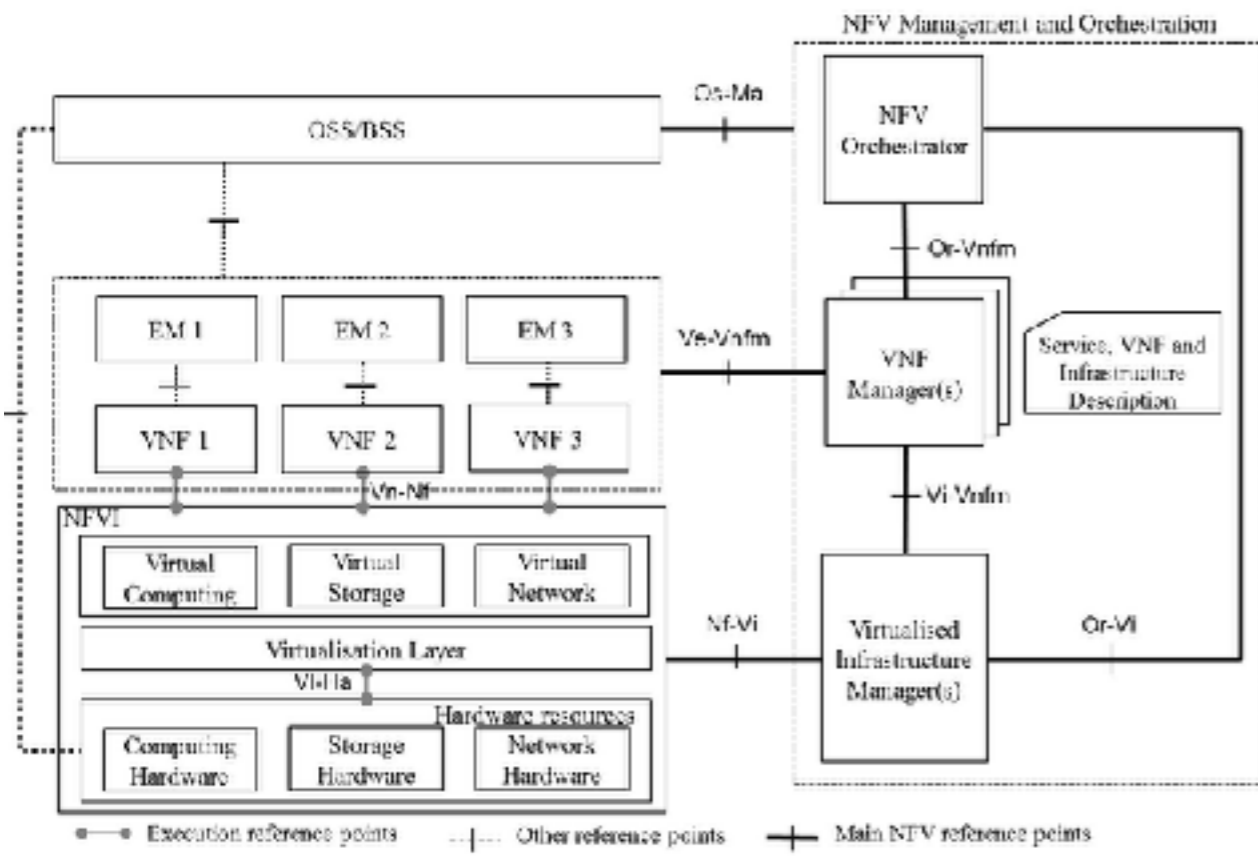 NFV Management and Orchestration
Os-Ma
OSS/BSS
NFV
Orchestrator
Or-Vnfm
EM 1
EM 2
EM 3
Ve-Vnfm
VNF
Manager(s)
Service, VNF and
Infrastructure
Description
VNF 1
VNF 2
VNF 3
Vn-Nf
Vi-Vnfm
NFVI
Virtual
Computing
Virtual
Storage
Virtual
Network
Nf-Vi
Virtualised
Infrastructure
Manager(s)
Or-Vi
Virtualisation Layer
Vl-Ha
Hardware resources
Computing
Hardware
Storage
Hardware
Network
Hardware
Execution reference points
Other reference points
Main NFV reference points